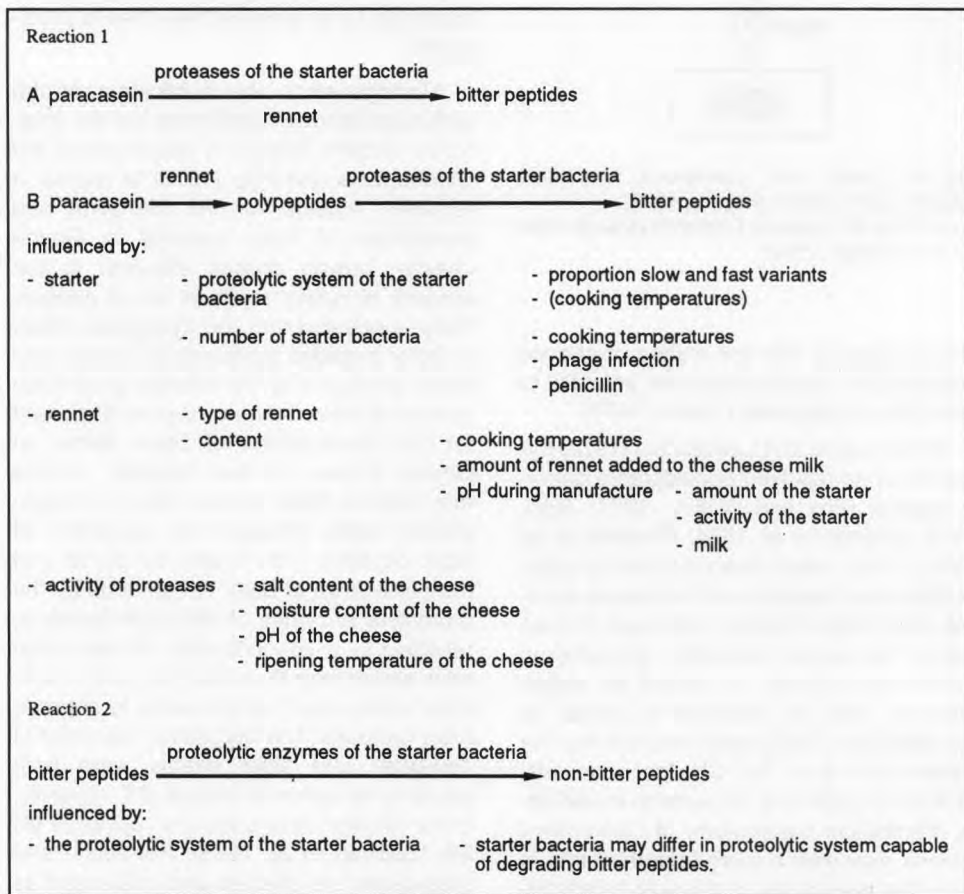 Reaction 1
proteases of the starter bacteria
A paracasein bitter peptides
rennet
rennet proteases of the starter bacteria
B paracasein polypeptides bitter peptides
influenced by:
- starter - proteolytic system of the starter - proportion slow and fast variants
bacteria - (cooking temperatures)
- number of starter bacteria - cooking temperatures
- phage infection
- penicillin
- rennet - type of rennet
- content - cooking temperatures
- amount of rennet added to the cheese milk
- pH during manufacture - amount of the starter
- activity of the starter
- milk
- activity of proteases - salt content of the cheese
- moisture content of the cheese
- pH of the cheese
- ripening temperature of the cheese
Reaction 2
proteolytic enzymes of the starter bacteria
bitter peptides non-bitter peptides
influenced by:
- the proteolytic system of the starter bacteria - starter bacteria may differ in proteolytic system capable
of degrading bitter peptides.